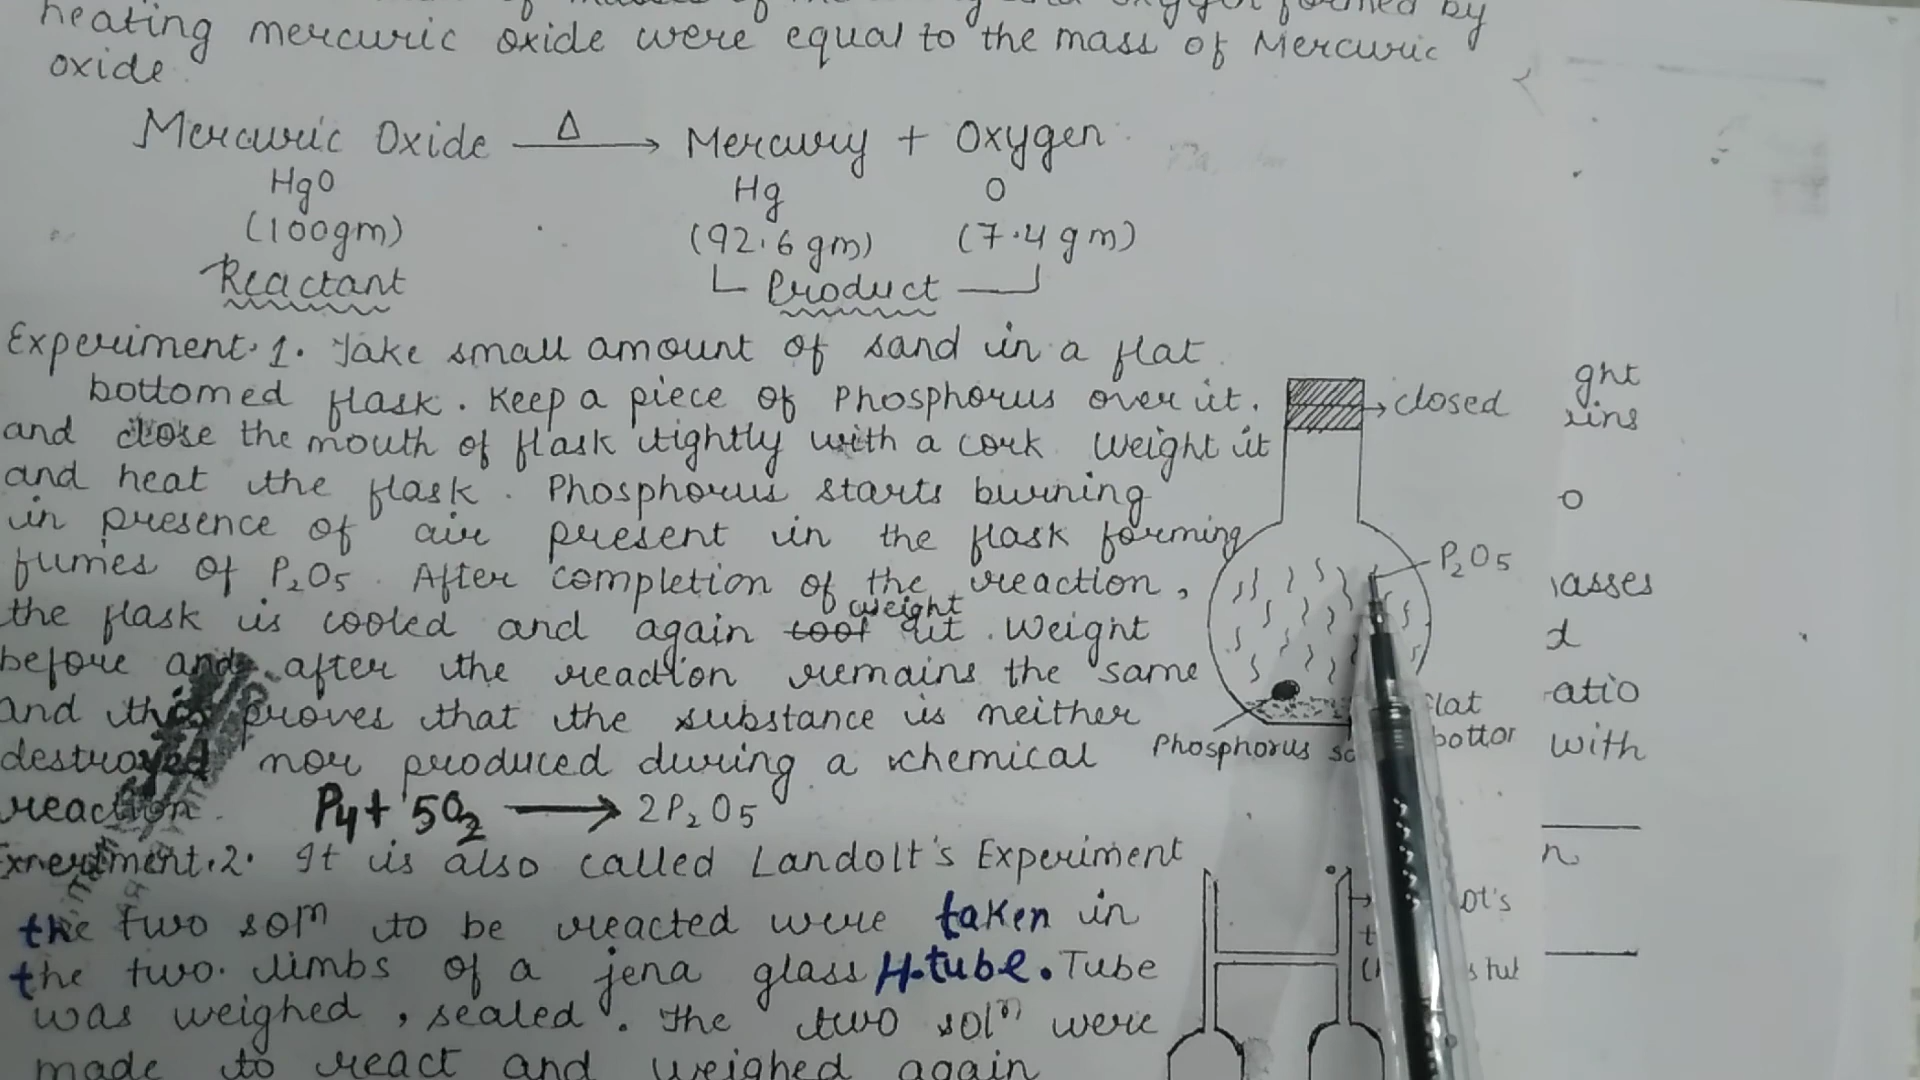 heating mercuric oxide were equal to the mass of Mercuric
oxide
Mercuric Oxide Δ → Mercury + Oxygen
HgO Hg O
(100gm) (92.6 gm) (7.4 gm)
Reactant Product
Experiment.1. Take small amount of sand in a flat
bottomed flask. Keep a piece of Phosphorus over it.
and close the mouth of flask tightly with a cork Weight it
and heat the flask. Phosphorus starts burning
in presence of air present in the flask forming
fumes of P₂O5. After completion of the reaction,
weight
the flask is cooled and again it. Weight
before and after the reaction remains the same
and this proves that the substance is neither
destroyed nor produced during a chemical
reaction. P4+ 5O₂ → 2P₂O5
closed
P₂O5
flat
Phosphorus
Experiment.2. It is also called Landolt's Experiment
the two solⁿ to be reacted were taken in
the two limbs of a jena glass H.tube. Tube
was weighed, sealed. The two solⁿ were
made to react and weighed again
ght
o
d
with